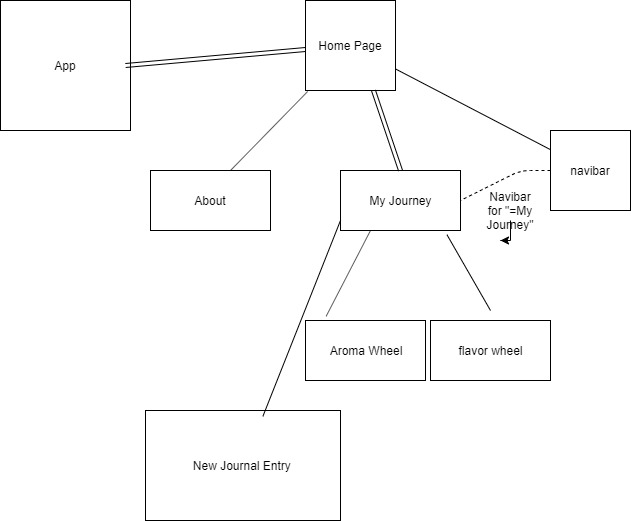 App
Home Page
navibar
About
My Journey
Navibar
for "=My
Journey"
Aroma Wheel
flavor wheel
New Journal Entry